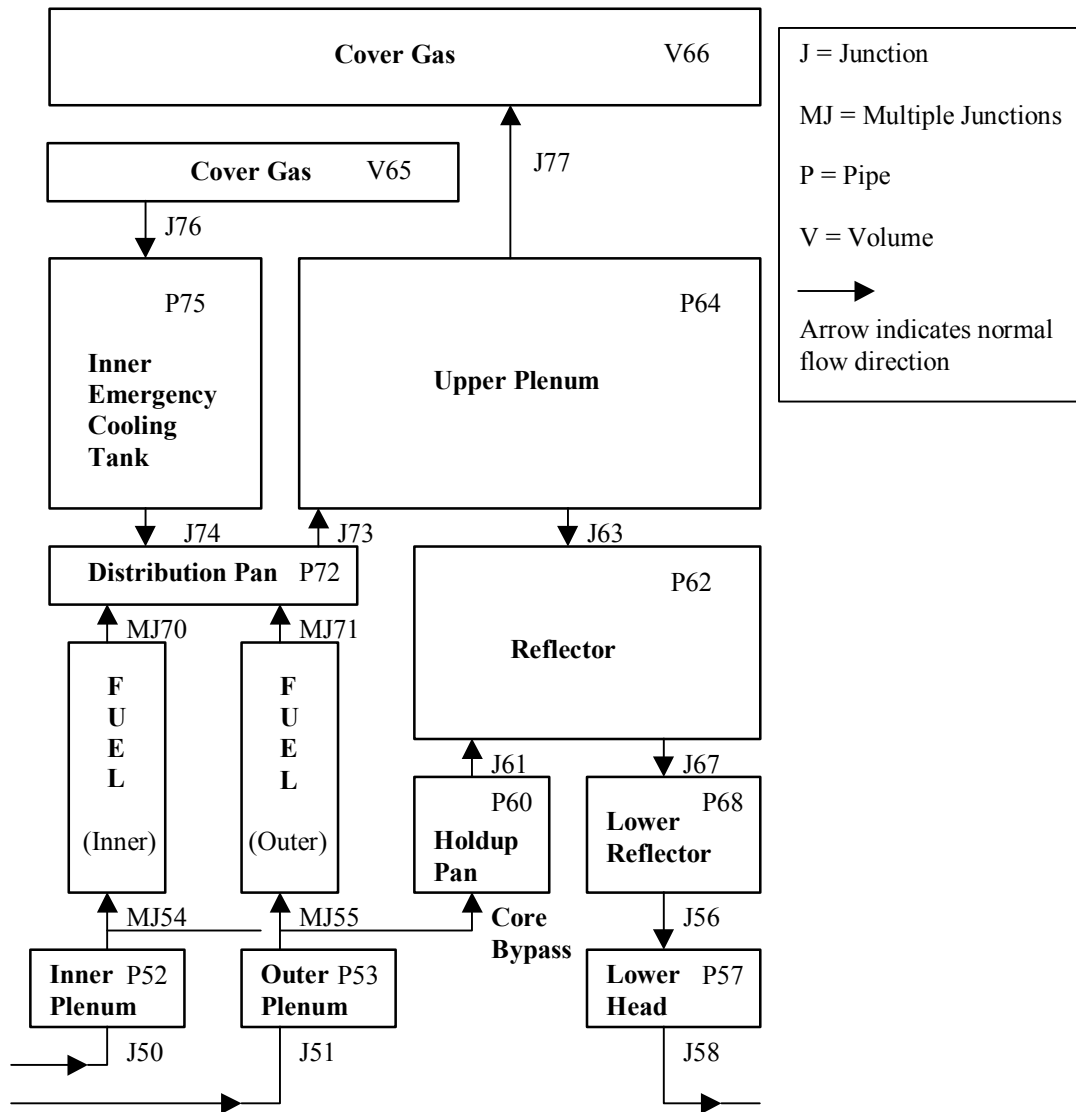 Cover Gas V66
J77
Cover Gas V65
J76
P75
Inner
Emergency
Cooling
Tank
P64
Upper Plenum
J74
J73
J63
Distribution Pan P72
P62
Reflector
MJ70
MJ71
F
U
E
L
(Inner)
F
U
E
L
(Outer)
J61
J67
P60
Holdup
Pan
P68
Lower
Reflector
MJ54
MJ55
Core
Bypass
J56
Inner P52
Plenum
Outer P53
Plenum
Lower P57
Head
J50
J51
J58
J = Junction
MJ = Multiple Junctions
P = Pipe
V = Volume
Arrow indicates normal
flow direction